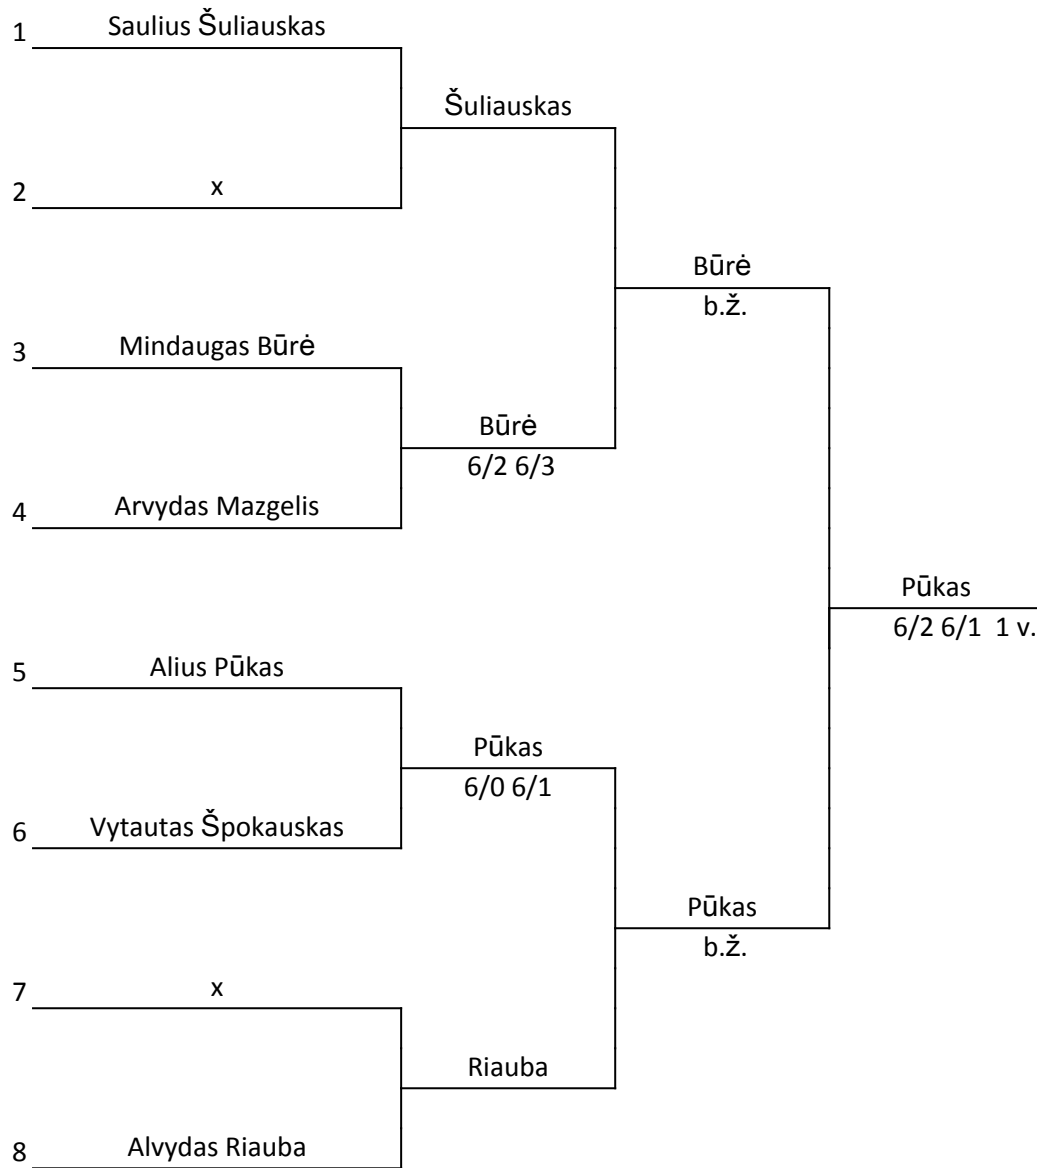 1 Saulius Šuliauskas
Šuliauskas
2 x
Būrė
b.ž.
3 Mindaugas Būrė
Būrė
6/2 6/3
4 Arvydas Mazgelis
Pūkas
6/2 6/1 1 v.
5 Alius Pūkas
Pūkas
6/0 6/1
6 Vytautas Špokauskas
Pūkas
b.ž.
7 x
Riauba
8 Alvydas Riauba